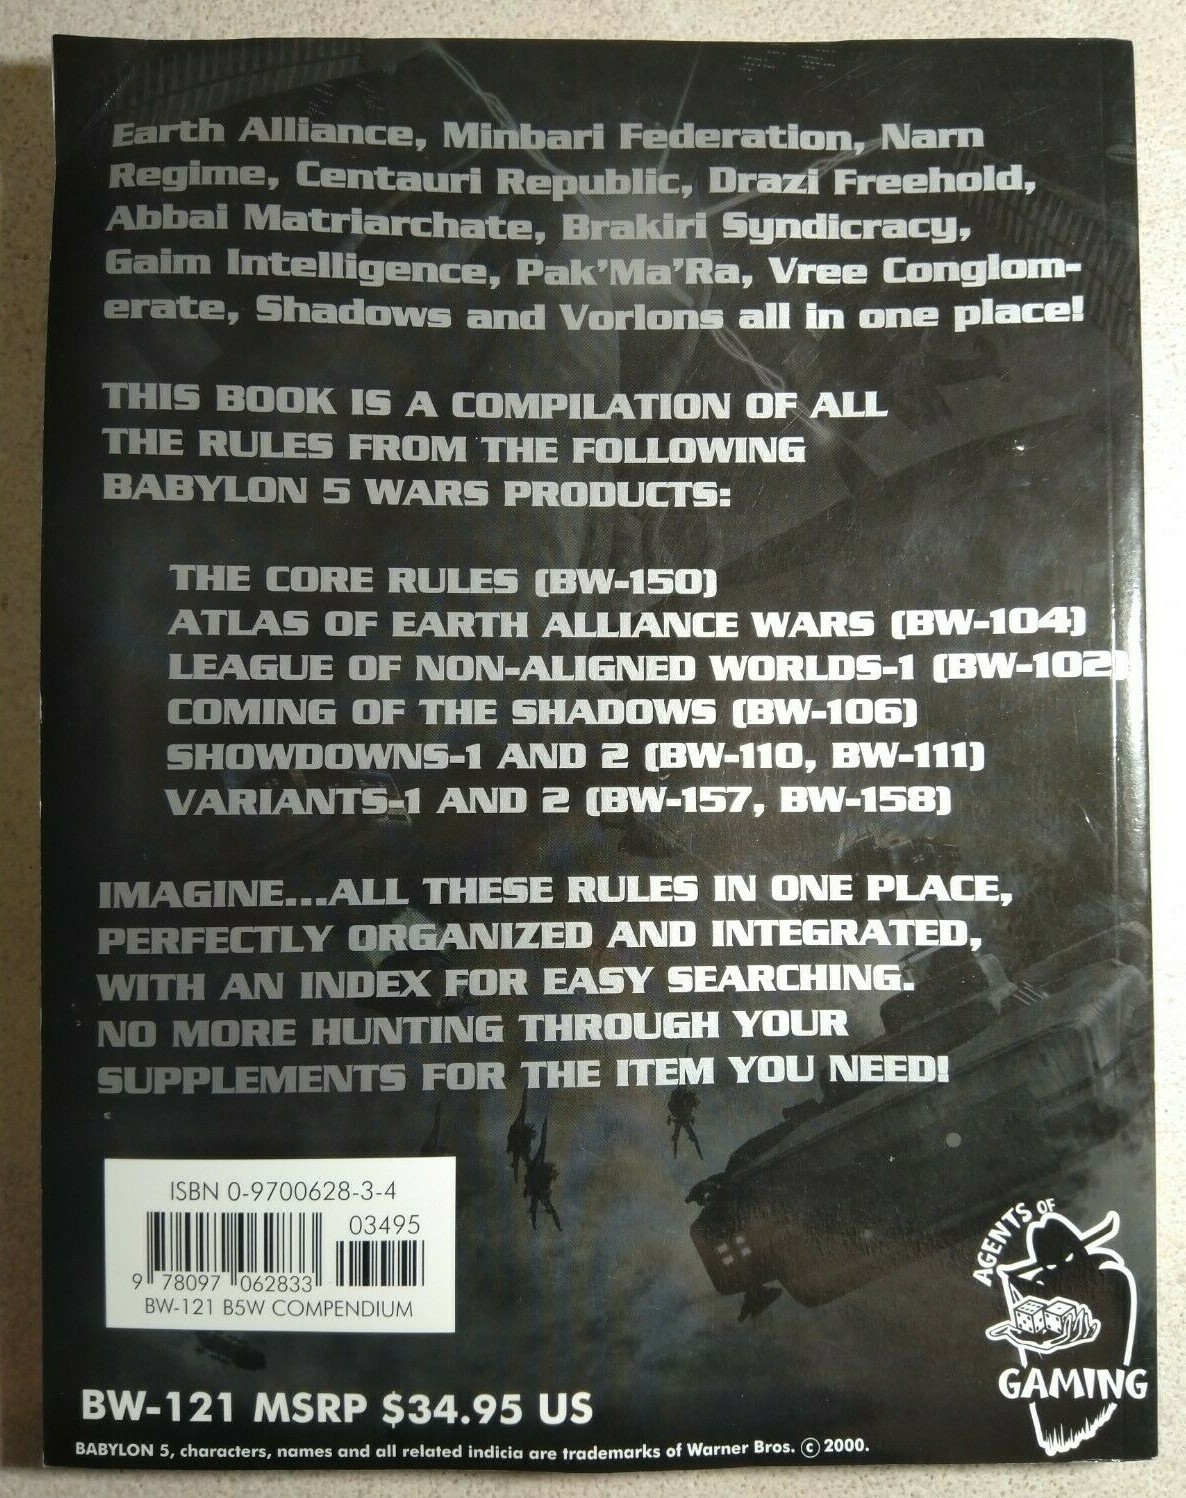 Earth Alliance, Minbari Federation, Narn
Regime, Centauri Republic, Drazi Freehold,
Abbai Matriarchate, Brakiri Syndicracy,
Gaim Intelligence, Pak'Ma'Ra, Vree Conglom-
erate, Shadows and Vorlons all in one place!
THIS BOOK IS A COMPILATION OF ALL
THE RULES FROM THE FOLLOWING
BABYLON 5 WARS PRODUCTS:
THE CORE RULES (BW-150)
ATLAS OF EARTH ALLIANCE WARS (BW-104)
LEAGUE OF NON-ALIGNED WORLDS-1 (BW-102)
COMING OF THE SHADOWS (BW-106)
SHOWDOWNS-1 AND 2 (BW-110, BW-111)
VARIANTS-1 AND 2 (BW-157, BW-158)
IMAGINE...ALL THESE RULES IN ONE PLACE,
PERFECTLY ORGANIZED AND INTEGRATED,
WITH AN INDEX FOR EASY SEARCHING.
NO MORE HUNTING THROUGH YOUR
SUPPLEMENTS FOR THE ITEM YOU NEED!
ISBN 0-9700628-3-4
03495
9 78097 062833
BW-121 B5W COMPENDIUM
AGENTS OF
GAMING
BW-121 MSRP $34.95 US
BABYLON 5, characters, names and all related indicia are trademarks of Warner Bros. © 2000.